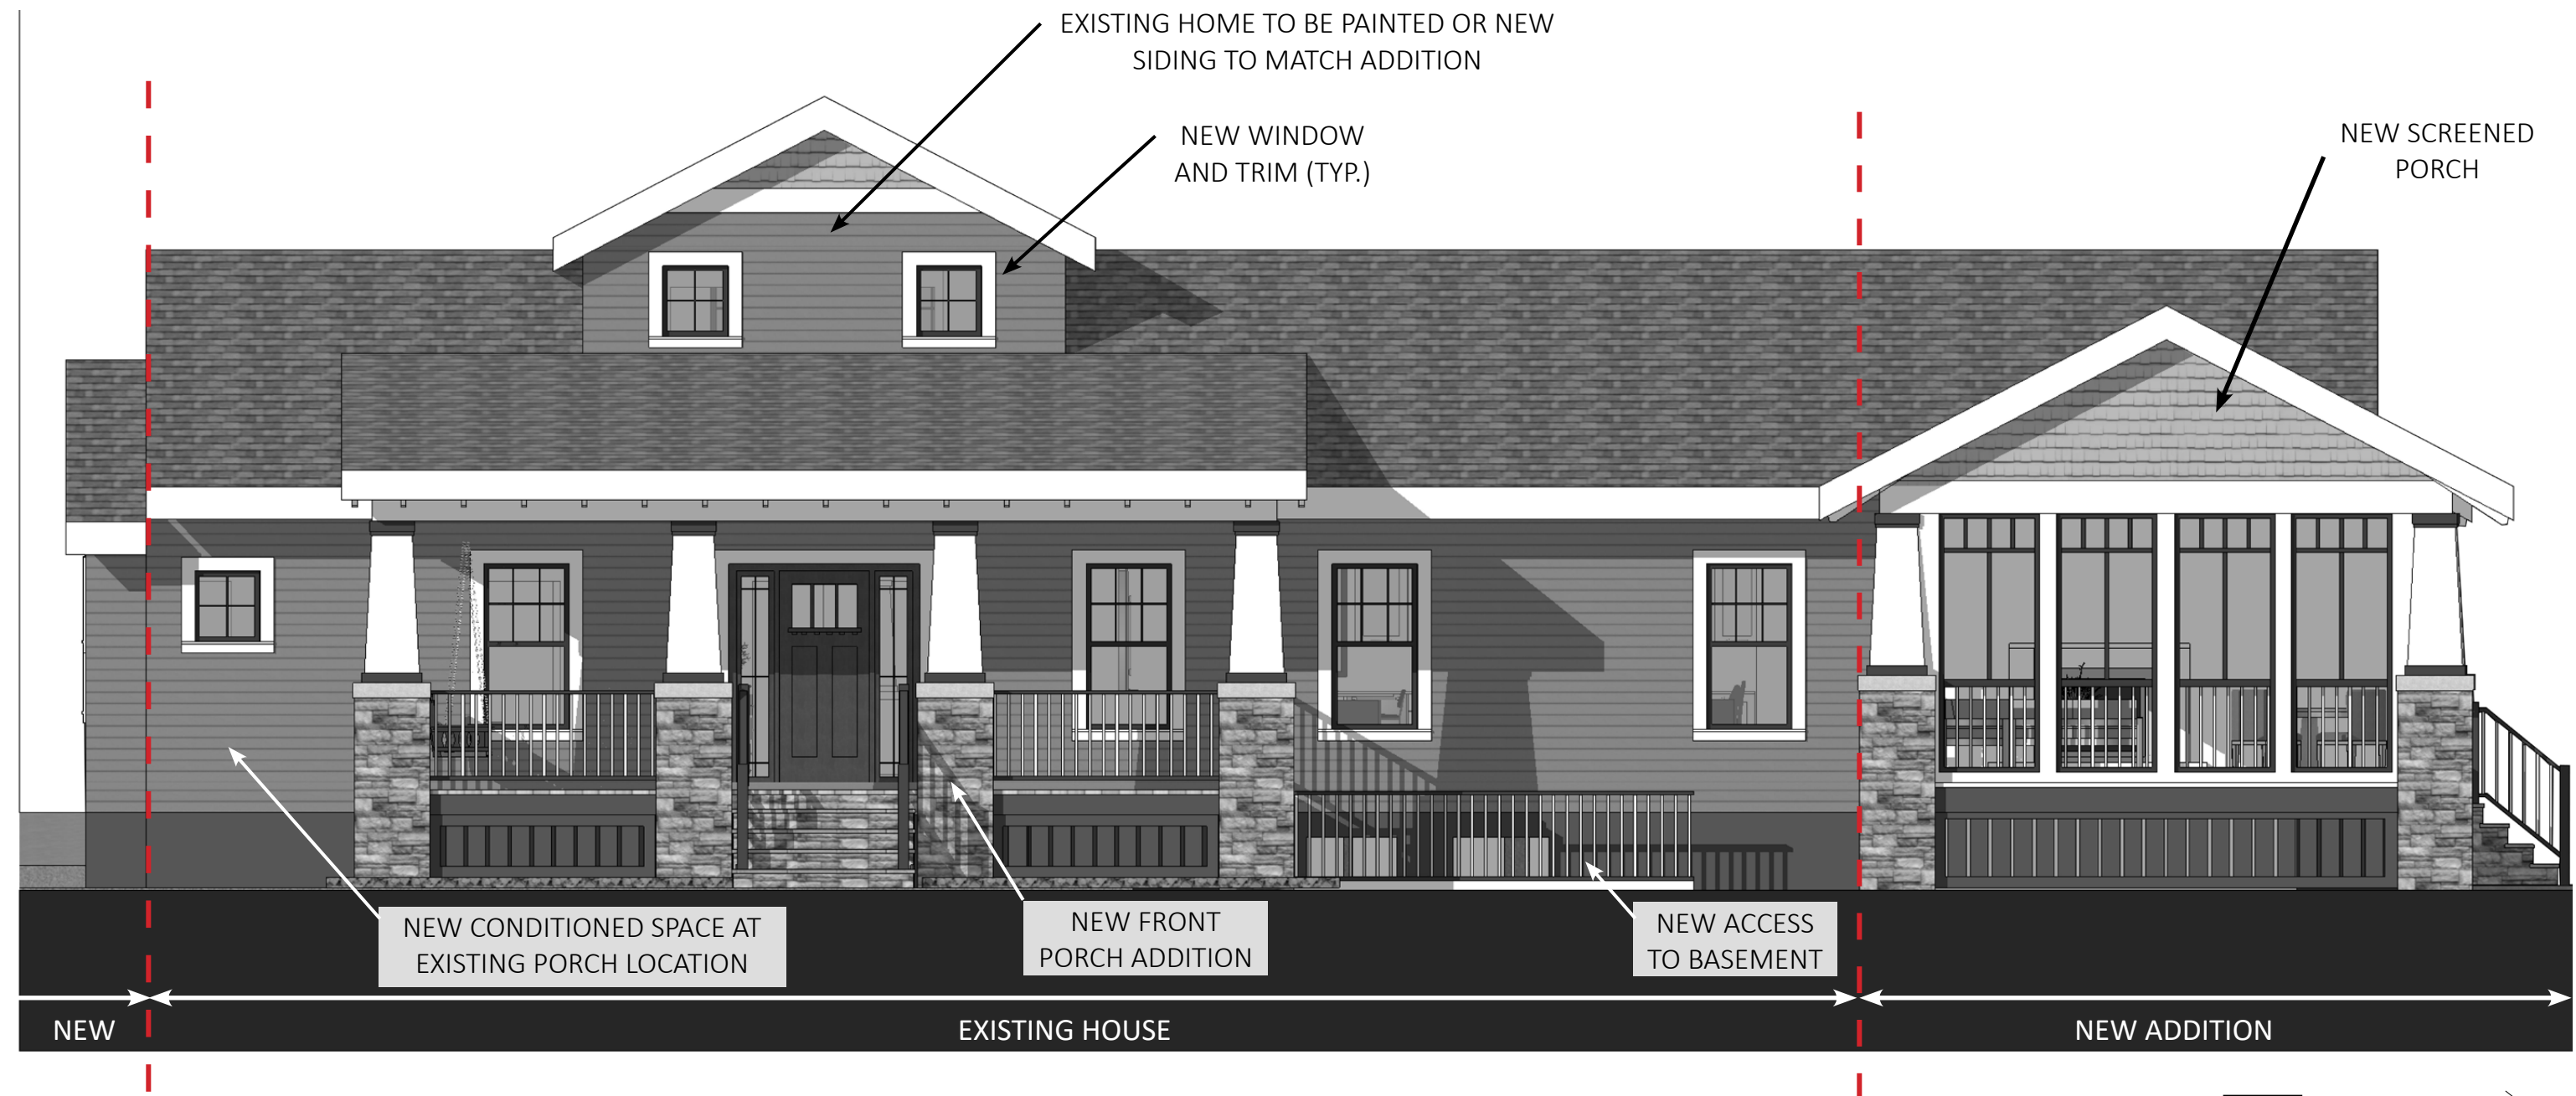 EXISTING HOME TO BE PAINTED OR NEW
SIDING TO MATCH ADDITION
NEW WINDOW
AND TRIM (TYP.)
NEW SCREENED
PORCH
NEW CONDITIONED SPACE AT
EXISTING PORCH LOCATION
NEW FRONT
PORCH ADDITION
NEW ACCESS
TO BASEMENT
NEW
EXISTING HOUSE
NEW ADDITION